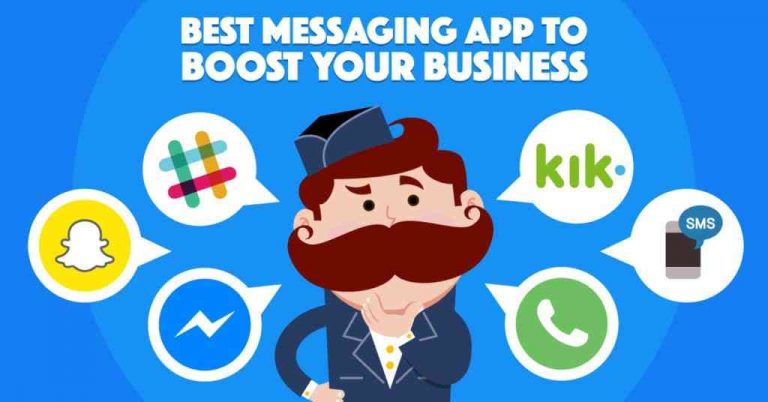 BEST MESSAGING APP TO
BOOST YOUR BUSINESS
kik.
SMS